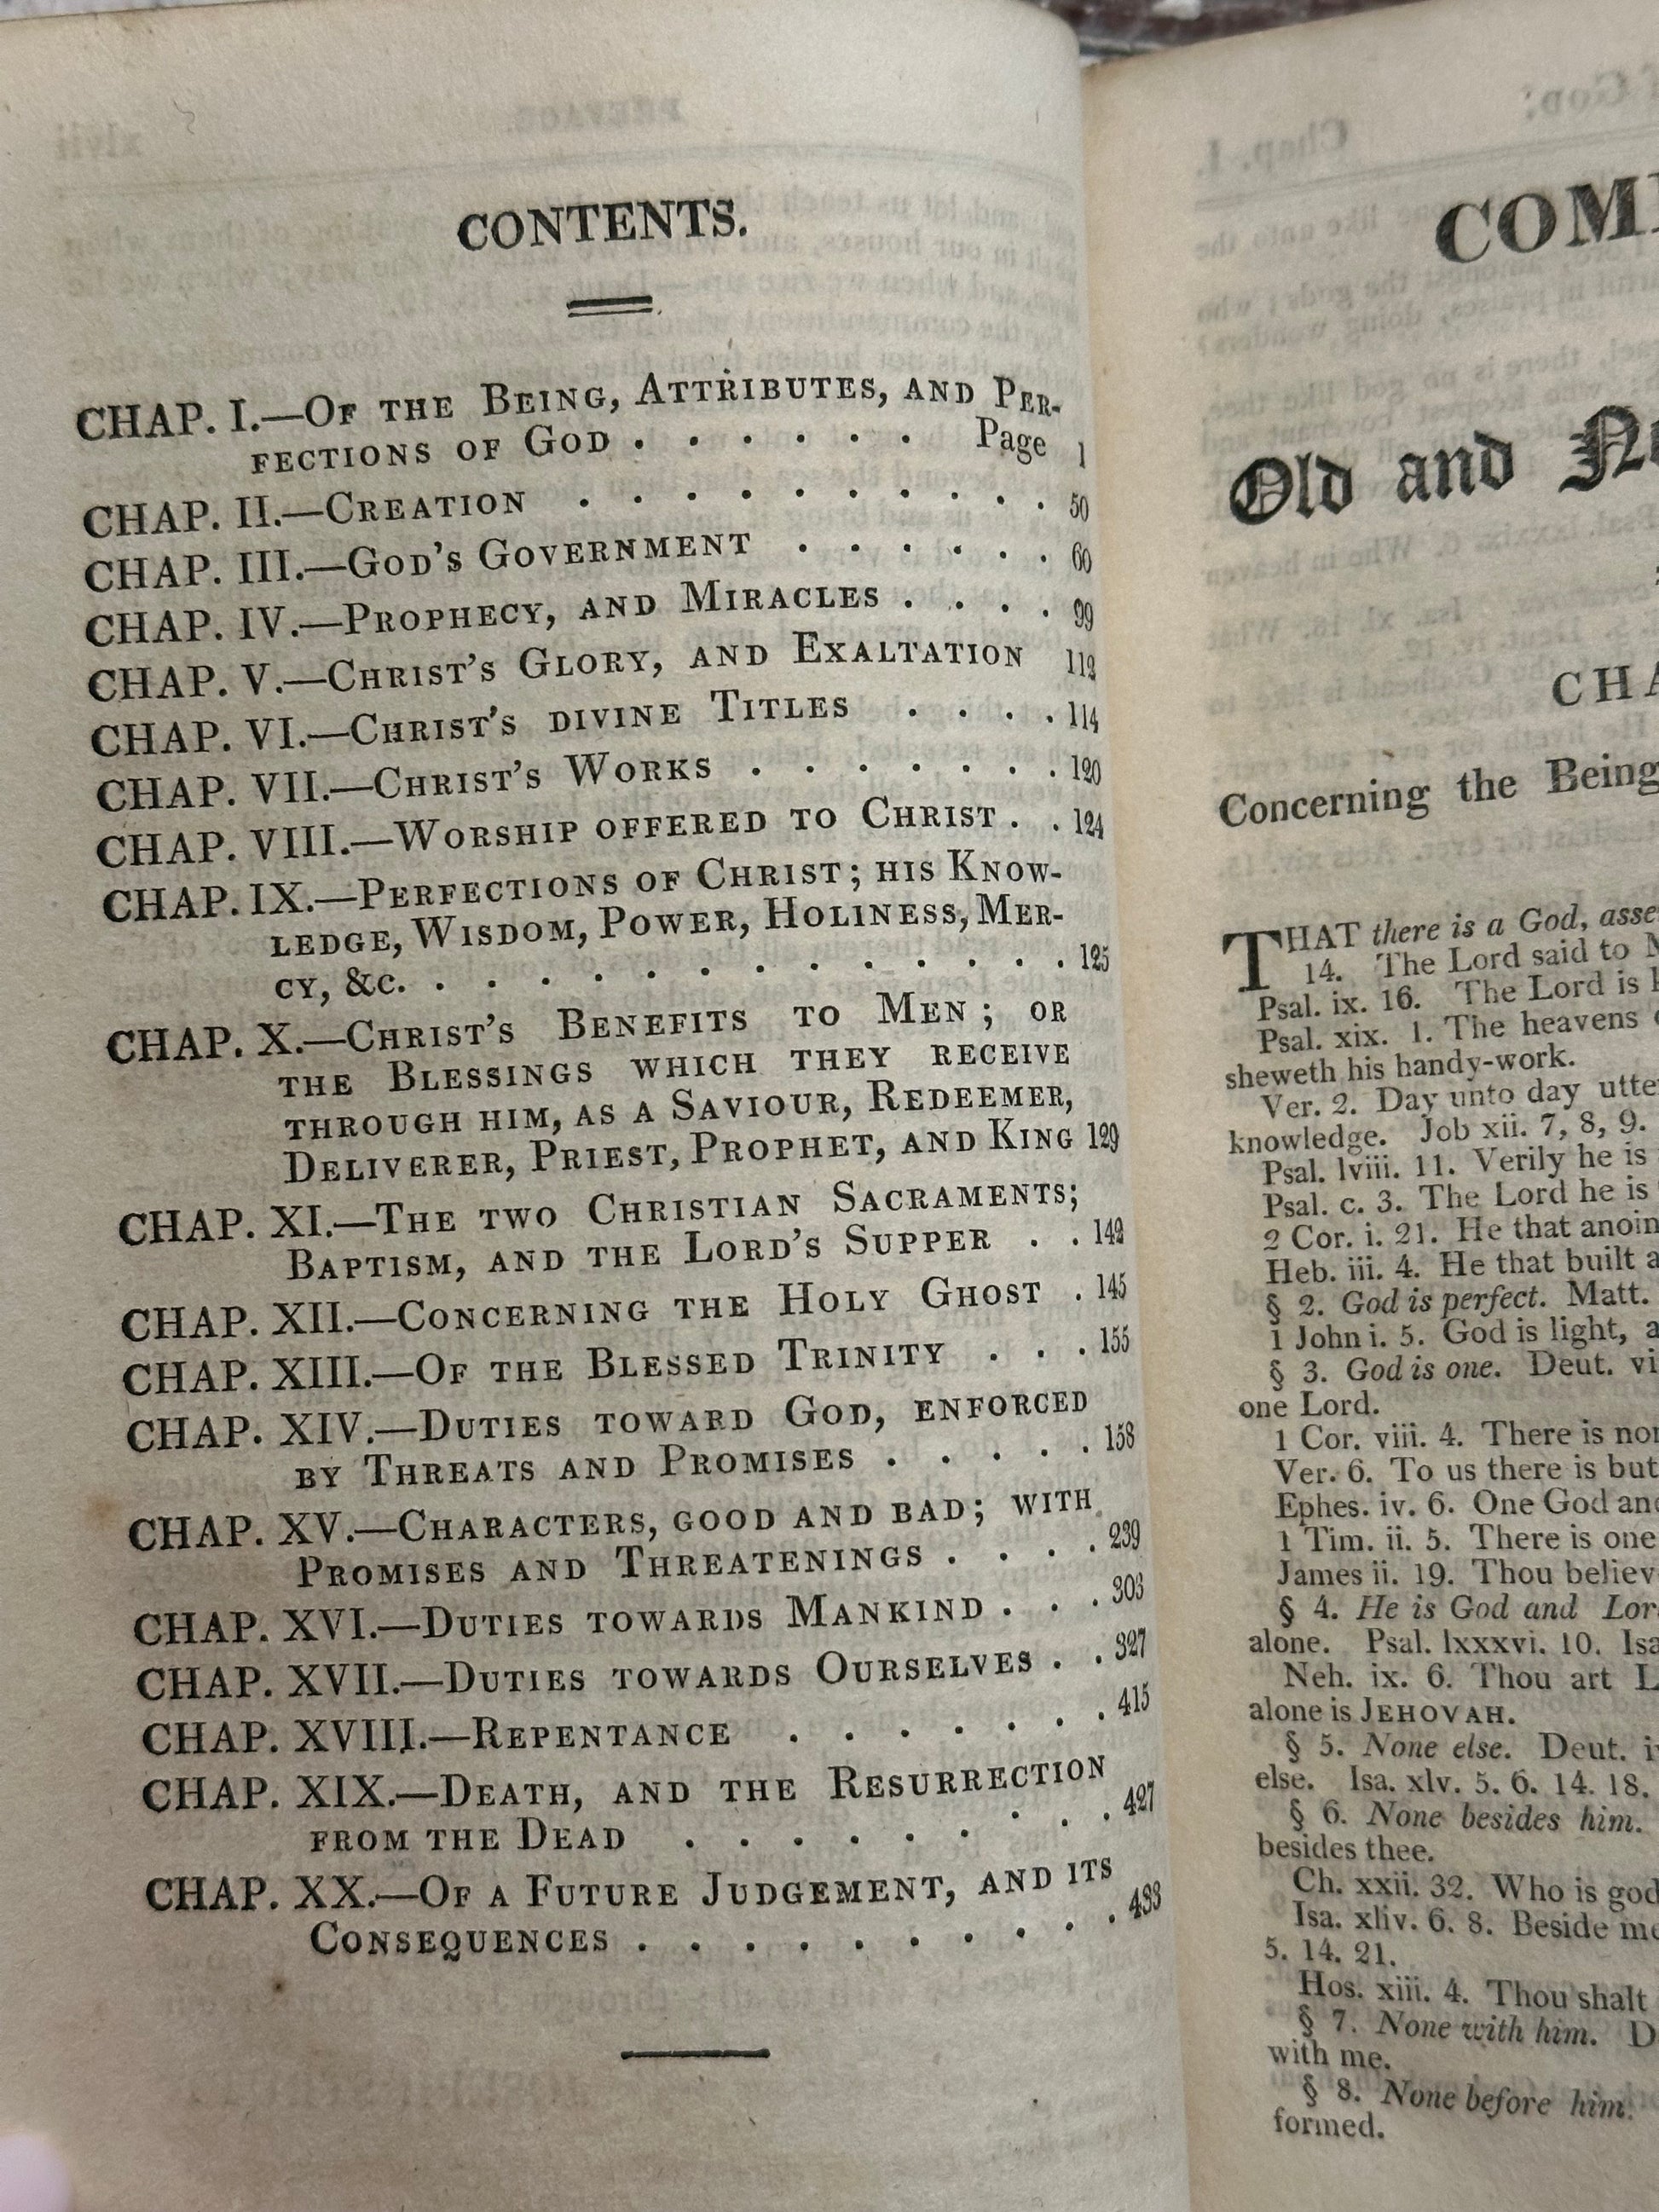 CONTENTS.
CHAP. I.—OF THE BEING, ATTRIBUTES, AND PER-
FECTIONS OF GOD . . . . . . Page 1
CHAP. II.—CREATION . . . . . . . . . 50
CHAP. III.—GOD'S GOVERNMENT . . . . . 60
CHAP. IV.—PROPHECY, AND MIRACLES . . . . 99
CHAP. V.—CHRIST'S GLORY, AND EXALTATION 112
CHAP. VI.—CHRIST'S DIVINE TITLES . . . . 114
CHAP. VII.—CHRIST'S WORKS . . . . . . . 120
CHAP. VIII.—WORSHIP OFFERED TO CHRIST . . 124
CHAP. IX.—PERFECTIONS OF CHRIST; HIS KNOW-
LEDGE, WISDOM, POWER, HOLINESS, MER-
CY, &c. . . . . . . . . . . . . 125
CHAP. X.—CHRIST'S BENEFITS TO MEN; OR
THE BLESSINGS WHICH THEY RECEIVE
THROUGH HIM, AS A SAVIOUR, REDEEMER,
DELIVERER, PRIEST, PROPHET, AND KING 129
CHAP. XI.—THE TWO CHRISTIAN SACRAMENTS;
BAPTISM, AND THE LORD'S SUPPER . . 142
CHAP. XII.—CONCERNING THE HOLY GHOST . 145
CHAP. XIII.—OF THE BLESSED TRINITY . . . 155
CHAP. XIV.—DUTIES TOWARD GOD, ENFORCED
BY THREATS AND PROMISES . . . . . 158
CHAP. XV.—CHARACTERS, GOOD AND BAD; WITH
PROMISES AND THREATENINGS . . . . 239
CHAP. XVI.—DUTIES TOWARDS MANKIND . . . 303
CHAP. XVII.—DUTIES TOWARDS OURSELVES . . 327
CHAP. XVIII.—REPENTANCE . . . . . . . 415
CHAP. XIX.—DEATH, AND THE RESURRECTION
FROM THE DEAD . . . . . . . . . 427
CHAP. XX.—OF A FUTURE JUDGEMENT, AND ITS
CONSEQUENCES . . . . . . . . . . 433
Old and
Concerning the Being
THAT there is a God,
14. The Lord said to
Psal. ix. 16. The Lord is
Psal. xix. 1. The heavens
sheweth his handy-work.
Ver. 2. Day unto day
knowledge. Job xii. 7, 8, 9.
Psal. lviii. 11. Verily he is
Psal. c. 3. The Lord he is
2 Cor. i. 21. He that
Heb. iii. 4. He that built
§ 2. God is perfect. Matt.
1 John i. 5. God is light,
§ 3. God is one. Deut.
one Lord.
1 Cor. viii. 4. There is
Ver. 6. To us there is but
Ephes. iv. 6. One God
1 Tim. ii. 5. There is one
James ii. 19. Thou
§ 4. He is God and
alone. Psal. lxxxvi. 10.
Neh. ix. 6. Thou art
alone is JEHOVAH.
§ 5. None else. Deut.
else. Isa. xlv. 5. 6. 14. 18.
§ 6. None besides him.
besides thee.
Ch. xxii. 32. Who is
Isa. xliv. 6. 8. Beside
5. 14. 21.
Hos. xiii. 4. Thou shalt
§ 7. None with him.
with me.
§ 8. None before him.
formed.